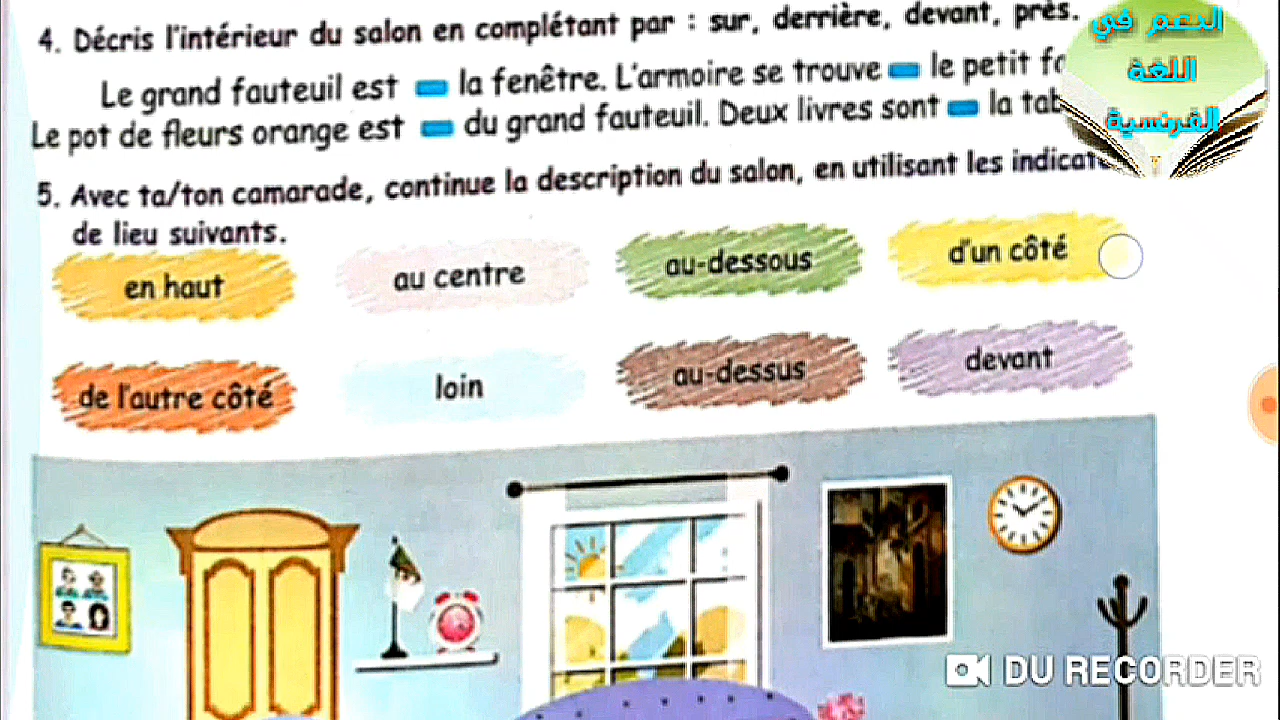 4. Décris l'intérieur du salon en complétant par : sur, derrière, devant, près.
Le grand fauteuil est la fenêtre. L'armoire se trouve le petit
Le pot de fleurs orange est du grand fauteuil. Deux livres sont la
5. Avec ta/ton camarade, continue la description du salon, en utilisant les
de lieu suivants.
en haut
au centre
au-dessous
d'un côté
de l'autre côté
loin
au-dessus
devant
الدعم في
اللغة
الفرنسية
DU RECORDER